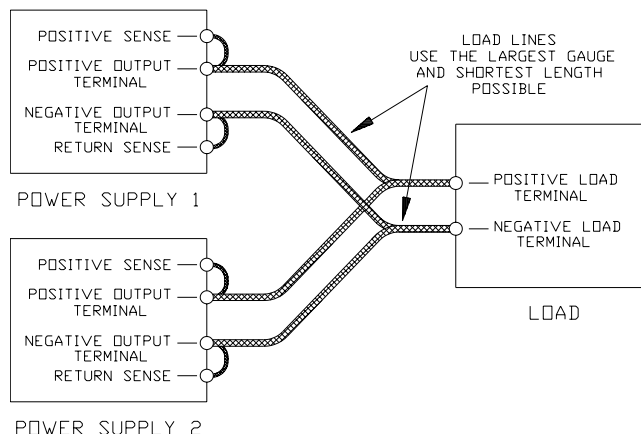 POSITIVE SENSE
POSITIVE OUTPUT
TERMINAL
NEGATIVE OUTPUT
TERMINAL
RETURN SENSE
POWER SUPPLY 1
LOAD LINES
USE THE LARGEST GAUGE
AND SHORTEST LENGTH
POSSIBLE
POSITIVE LOAD
TERMINAL
NEGATIVE LOAD
TERMINAL
LOAD
POSITIVE SENSE
POSITIVE OUTPUT
TERMINAL
NEGATIVE OUTPUT
TERMINAL
RETURN SENSE
POWER SUPPLY 2